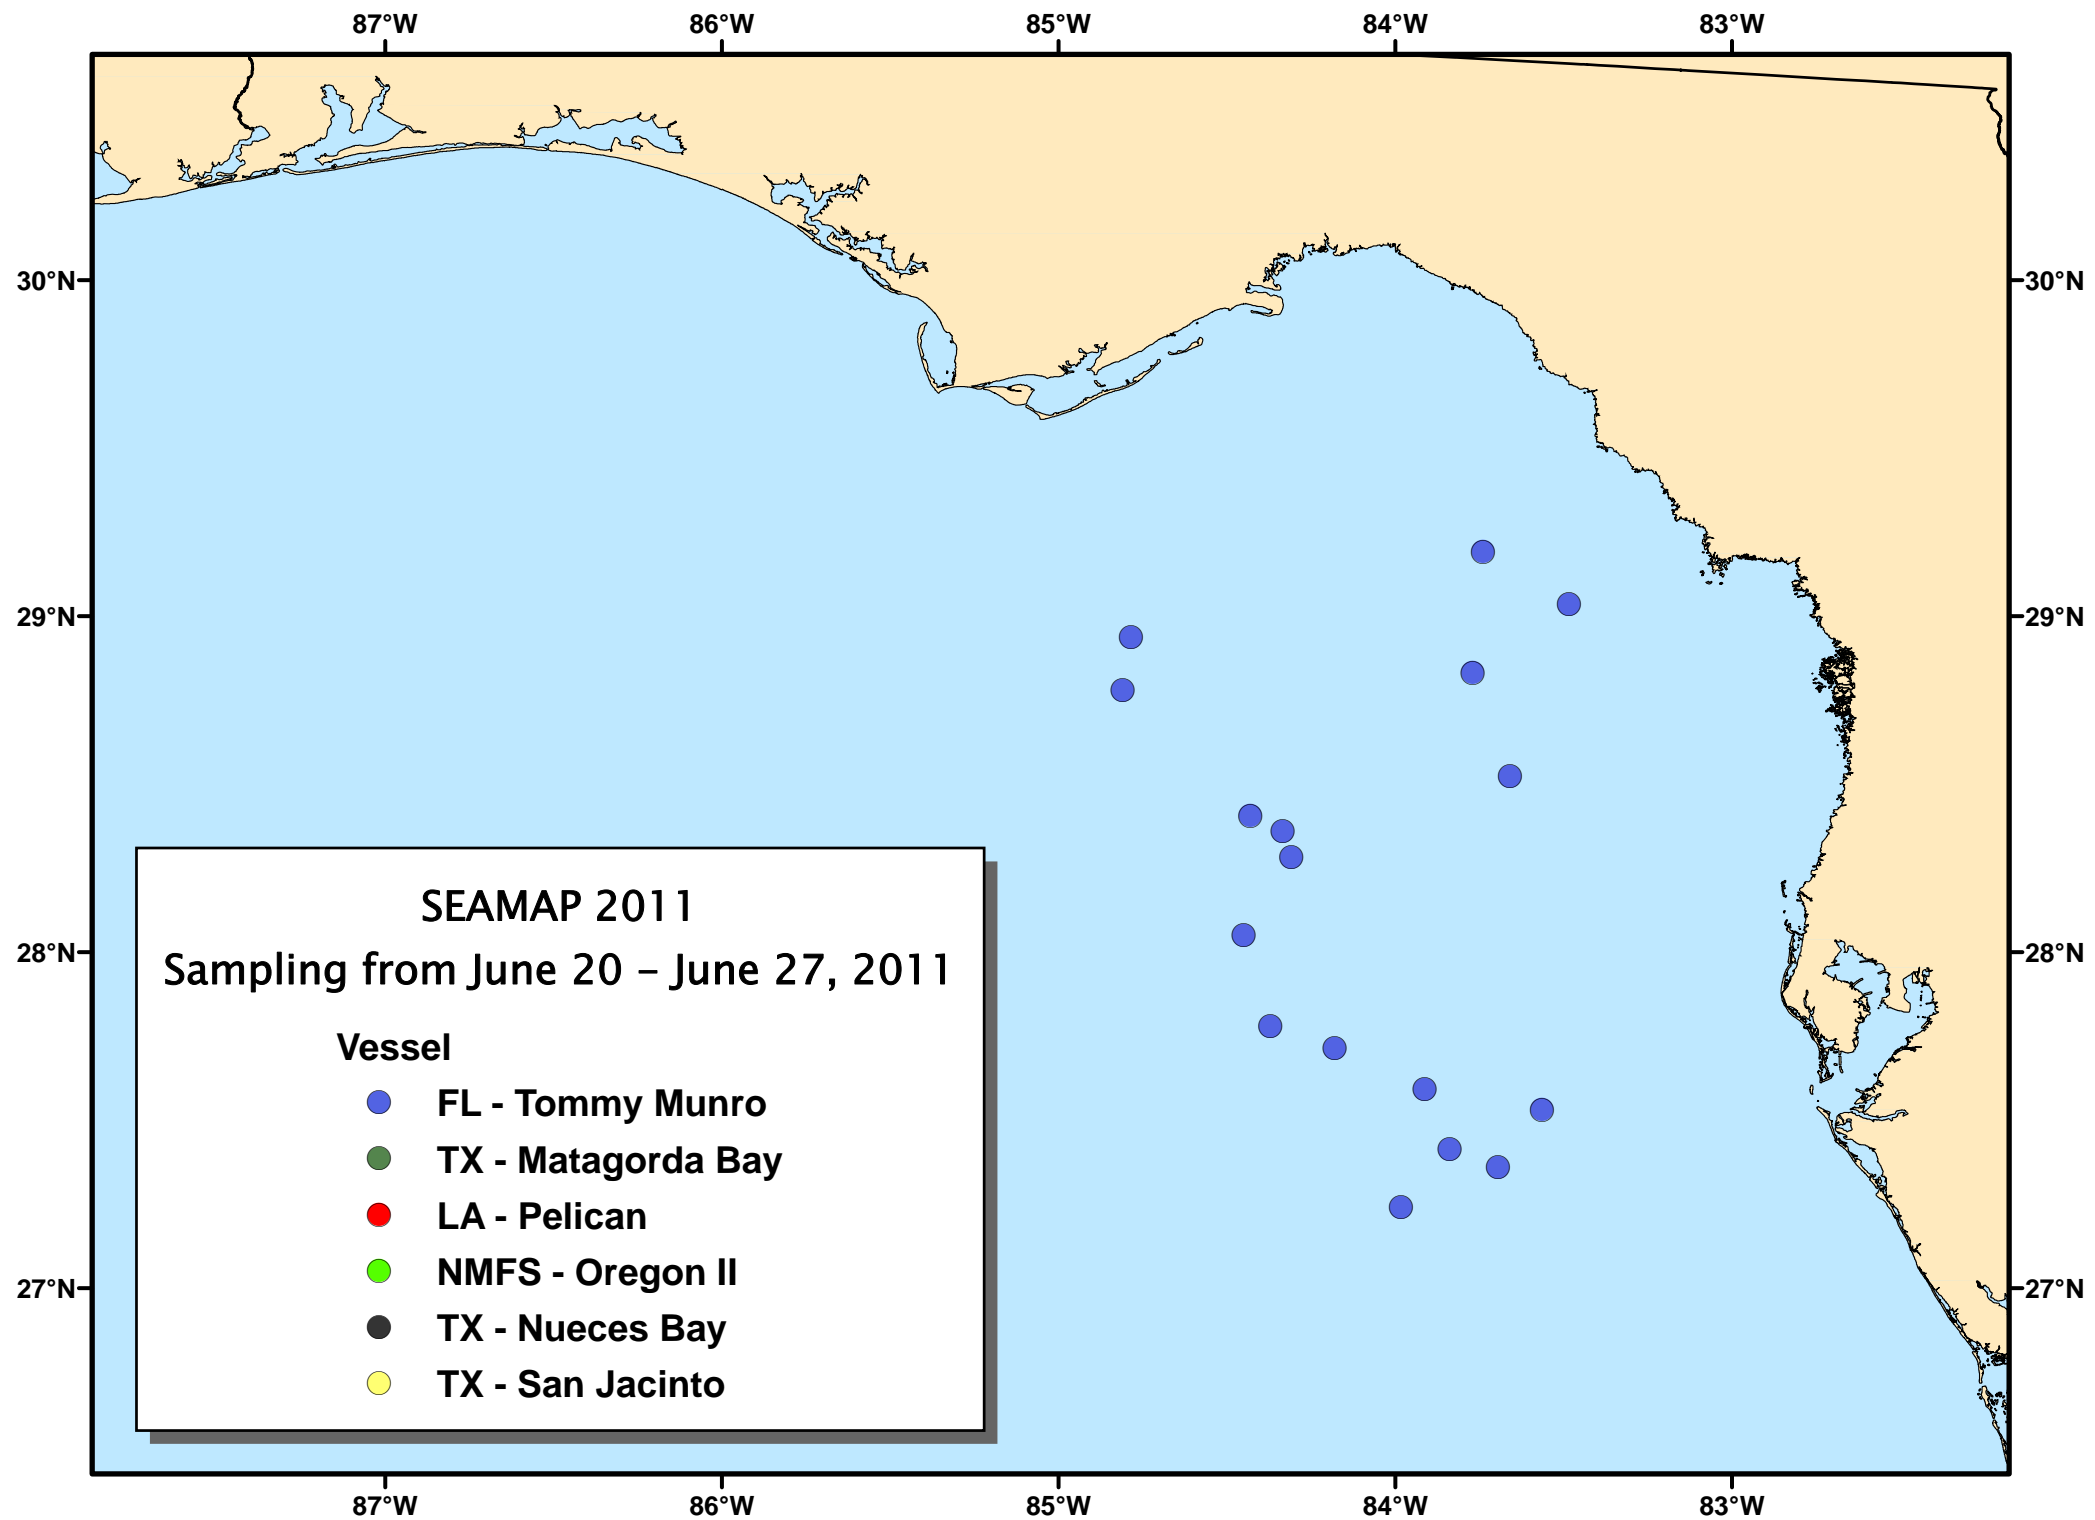 87°W 86°W 85°W 84°W 83°W
30°N 30°N
29°N 29°N
28°N 28°N
27°N 27°N
SEAMAP 2011
Sampling from June 20 – June 27, 2011
Vessel
FL - Tommy Munro
TX - Matagorda Bay
LA - Pelican
NMFS - Oregon II
TX - Nueces Bay
TX - San Jacinto
87°W 86°W 85°W 84°W 83°W